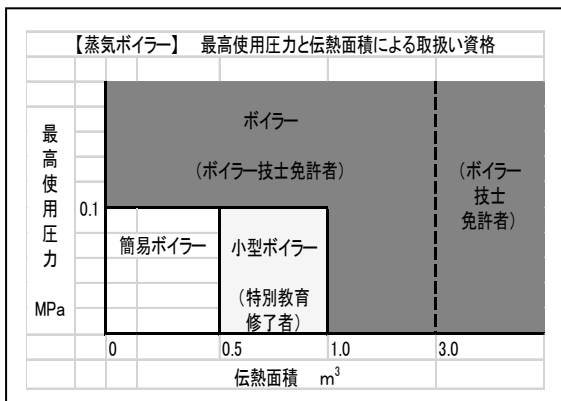 【蒸気ボイラー】 最高使用圧力と伝熱面積による取扱い資格
ボイラー
(ボイラー技士免許者)
(ボイラー
技士
免許者)
最高使用圧力
MPa
0.1
簡易ボイラー
小型ボイラー
(特別教育
修了者)
0 0.5 1.0 3.0
伝熱面積 m³